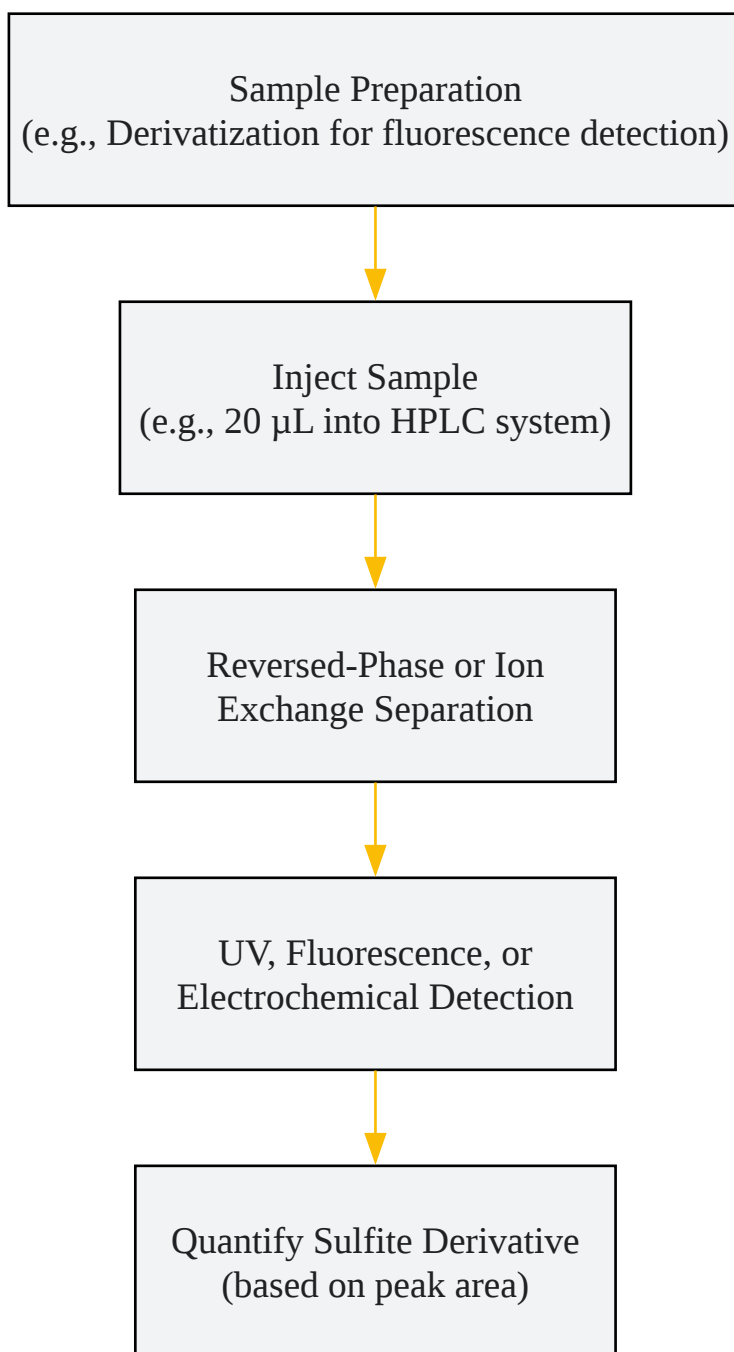 Sample Preparation
(e.g., Derivatization for fluorescence detection)
Inject Sample
(e.g., 20 µL into HPLC system)
Reversed-Phase or Ion
Exchange Separation
UV, Fluorescence, or
Electrochemical Detection
Quantify Sulfite Derivative
(based on peak area)